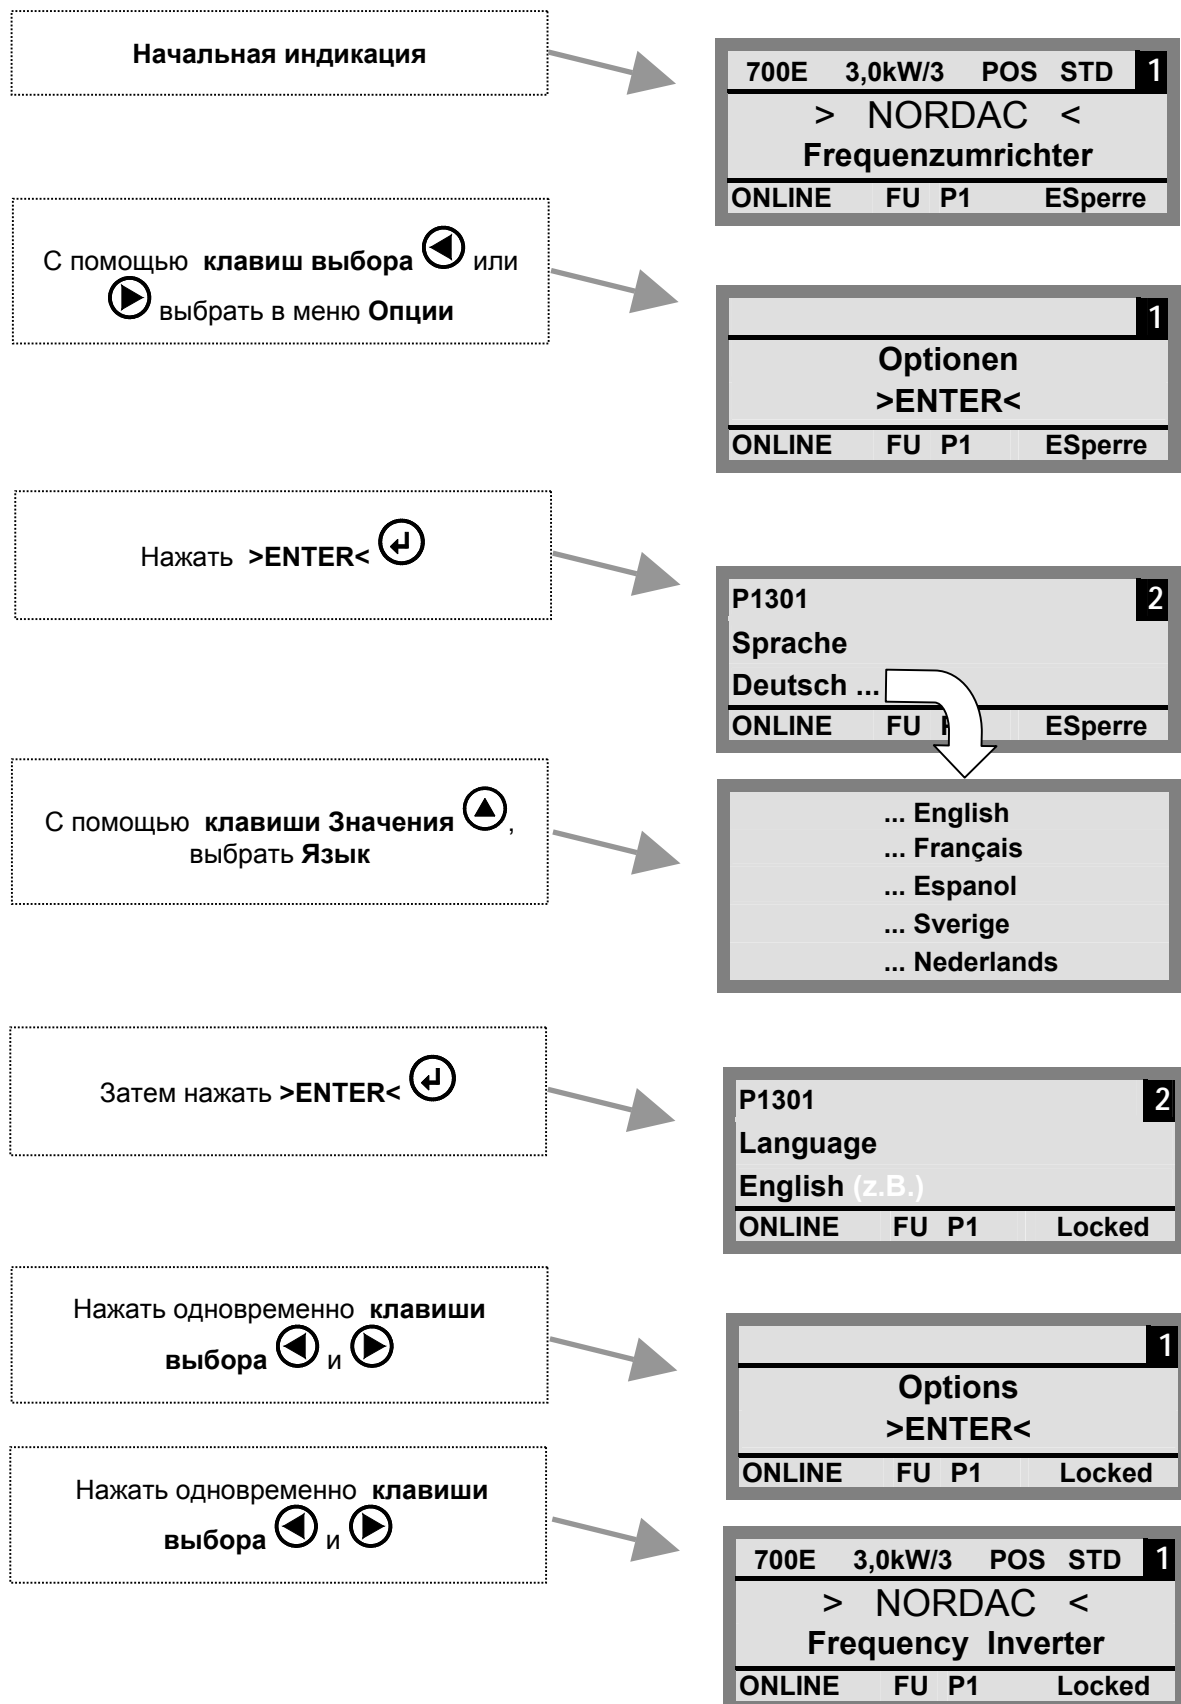 Начальная индикация
700E 3,0kW/3 POS STD 1
> NORDAC <
Frequenzumrichter
ONLINE FU P1 ESperre
С помощью клавиш выбора или
выбрать в меню Опции
1
Optionen
>ENTER<
ONLINE FU P1 ESperre
Нажать >ENTER<
P1301 2
Sprache
Deutsch ...
ONLINE FU ESperre
С помощью клавиши Значения ,
выбрать Язык
... English
... Français
... Espanol
... Sverige
... Nederlands
Затем нажать >ENTER<
P1301 2
Language
English (z.B.)
ONLINE FU P1 Locked
Нажать одновременно клавиши
выбора и
1
Options
>ENTER<
ONLINE FU P1 Locked
Нажать одновременно клавиши
выбора и
700E 3,0kW/3 POS STD 1
> NORDAC <
Frequency Inverter
ONLINE FU P1 Locked